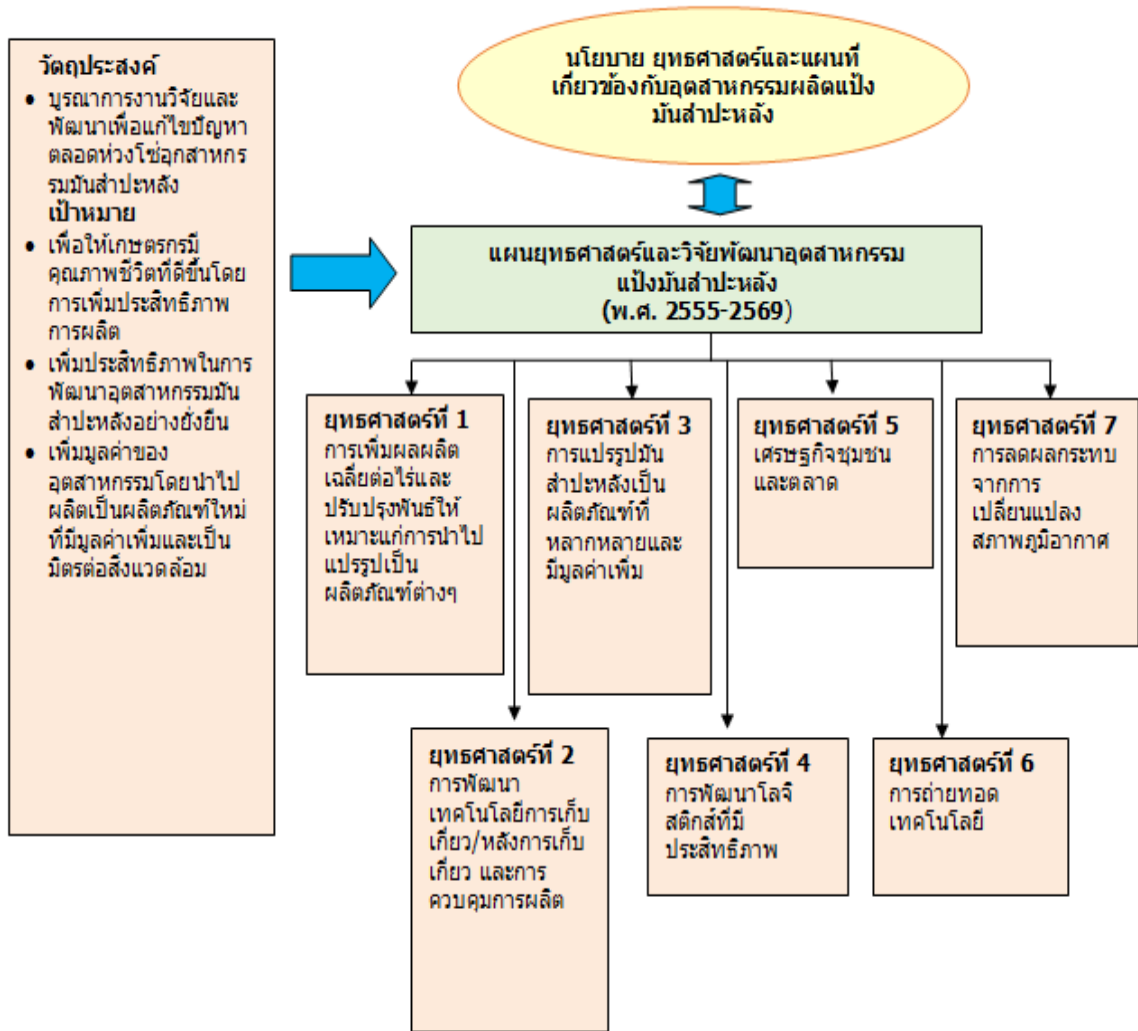 วัตถุประสงค์
● บูรณาการงานวิจัยและ
พัฒนาเพื่อแก้ไขปัญหา
ตลอดห่วงโซ่อุกสาหกร
รมมันสำปะหลัง
เป้าหมาย
● เพื่อให้เกษตรกรมี
คุณภาพชีวิตที่ดีขึ้นโดย
การเพิ่มประสิทธิภาพ
การผลิต
● เพิ่มประสิทธิภาพในการ
พัฒนาอุตสาหกรรมมัน
สำปะหลังอย่างยั่งยืน
● เพิ่มมูลค่าของ
อุตสาหกรรมโดยนำไป
ผลิตเป็นผลิตภัณฑ์ใหม่
ที่มีมูลค่าเพิ่มและเป็น
มิตรต่อสิ่งแวดล้อม
นโยบาย ยุทธศาสตร์และแผนที่
เกี่ยวข้องกับอุตสาหกรรมผลิตแป้ง
มันสำปะหลัง
แผนยุทธศาสตร์และวิจัยพัฒนาอุตสาหกรรม
แป้งมันสำปะหลัง
(พ.ศ. 2555-2569)
ยุทธศาสตร์ที่ 1
การเพิ่มผลผลิต
เฉลี่ยต่อไร่และ
ปรับปรุงพันธ์ให้
เหมาะแก่การนำไป
แปรรูปเป็น
ผลิตภัณฑ์ต่างๆ
ยุทธศาสตร์ที่ 3
การแปรรูปมัน
สำปะหลังเป็น
ผลิตภัณฑ์ที่
หลากหลายและ
มีมูลค่าเพิ่ม
ยุทธศาสตร์ที่ 5
เศรษฐกิจชุมชน
และตลาด
ยุทธศาสตร์ที่ 7
การลดผลกระทบ
จากการ
เปลี่ยนแปลง
สภาพภูมิอากาศ
ยุทธศาสตร์ที่ 2
การพัฒนา
เทคโนโลยีการเก็บ
เกี่ยว/หลังการเก็บ
เกี่ยว และการ
ควบคุมการผลิต
ยุทธศาสตร์ที่ 4
การพัฒนาโลจิ
สติกส์ที่มี
ประสิทธิภาพ
ยุทธศาสตร์ที่ 6
การถ่ายทอด
เทคโนโลยี